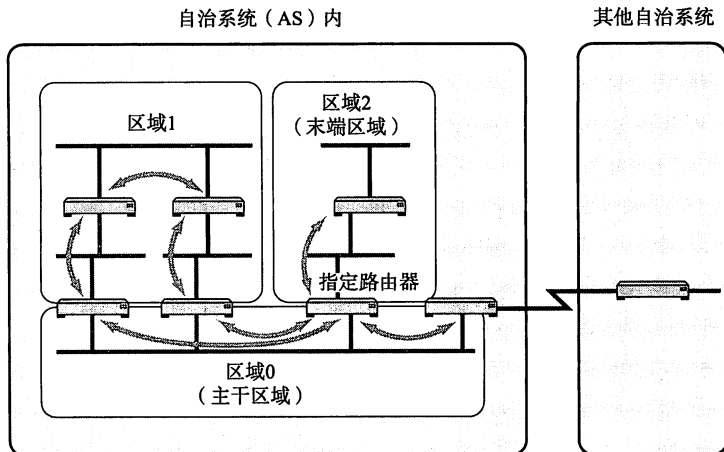 自治系统（AS）内
其他自治系统
区域1
区域2
（末端区域）
指定路由器
区域0
（主干区域）